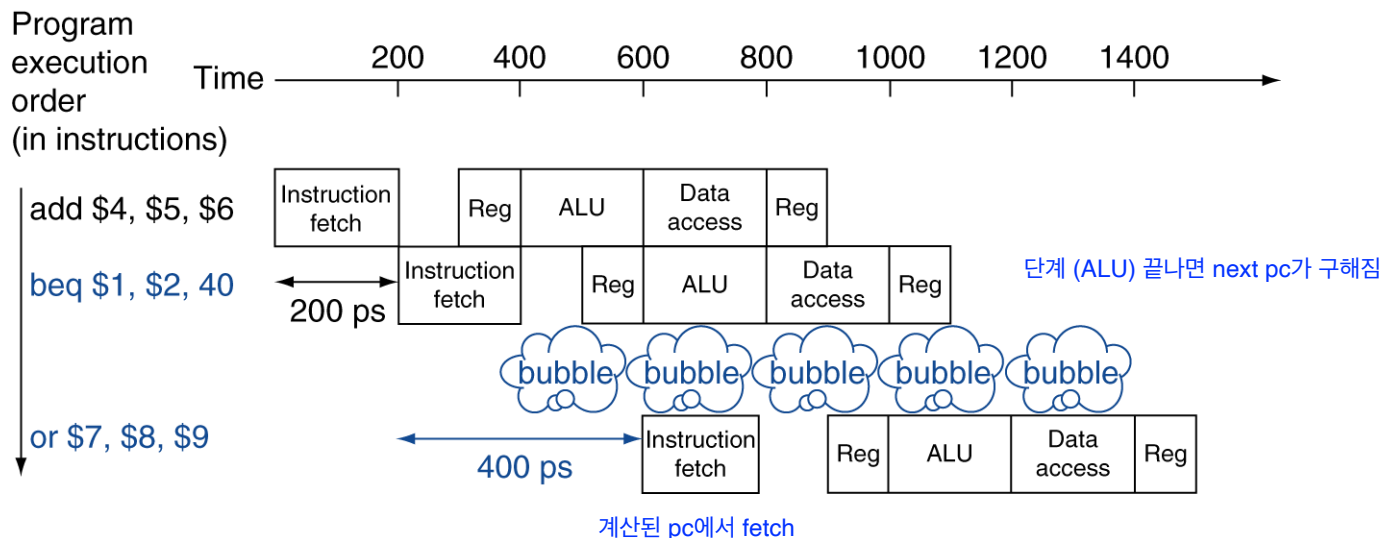 Program
execution
order
(in instructions)
Time
200 400 600 800 1000 1200 1400
add $4, $5, $6
Instruction
fetch
Reg
ALU
Data
access
Reg
beq $1, $2, 40
200 ps
Instruction
fetch
Reg
ALU
Data
access
Reg
단계 (ALU) 끝나면 next pc가 구해짐
bubble bubble bubble bubble bubble
or $7, $8, $9
400 ps
Instruction
fetch
Reg
ALU
Data
access
Reg
계산된 pc에서 fetch